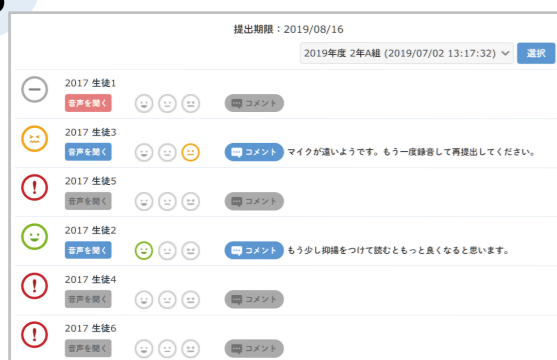 提出期限：2019/08/16
2019年度 2年A組 (2019/07/02 13:17:32) 選択
2017 生徒1
音声を聞く コメント
2017 生徒3
音声を聞く コメント マイクが遠いようです。もう一度録音して再提出してください。
2017 生徒5
音声を聞く コメント
2017 生徒2
音声を聞く コメント もう少し抑揚をつけて読むともっと良くなると思います。
2017 生徒4
音声を聞く コメント
2017 生徒6
音声を聞く コメント